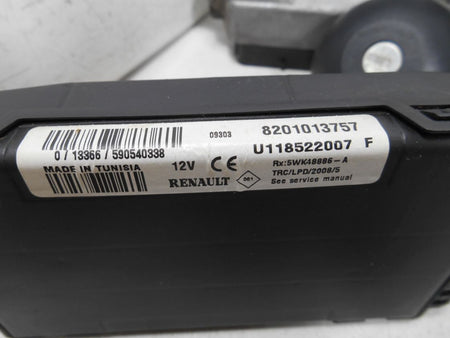 09303
8201013757
0 / 13366 / 590540338
MADE IN TUNISIA
12V CE
U118522007 F
RENAULT
Rx:5WK48886-A
TRC/LPD/2008/5
See service manual